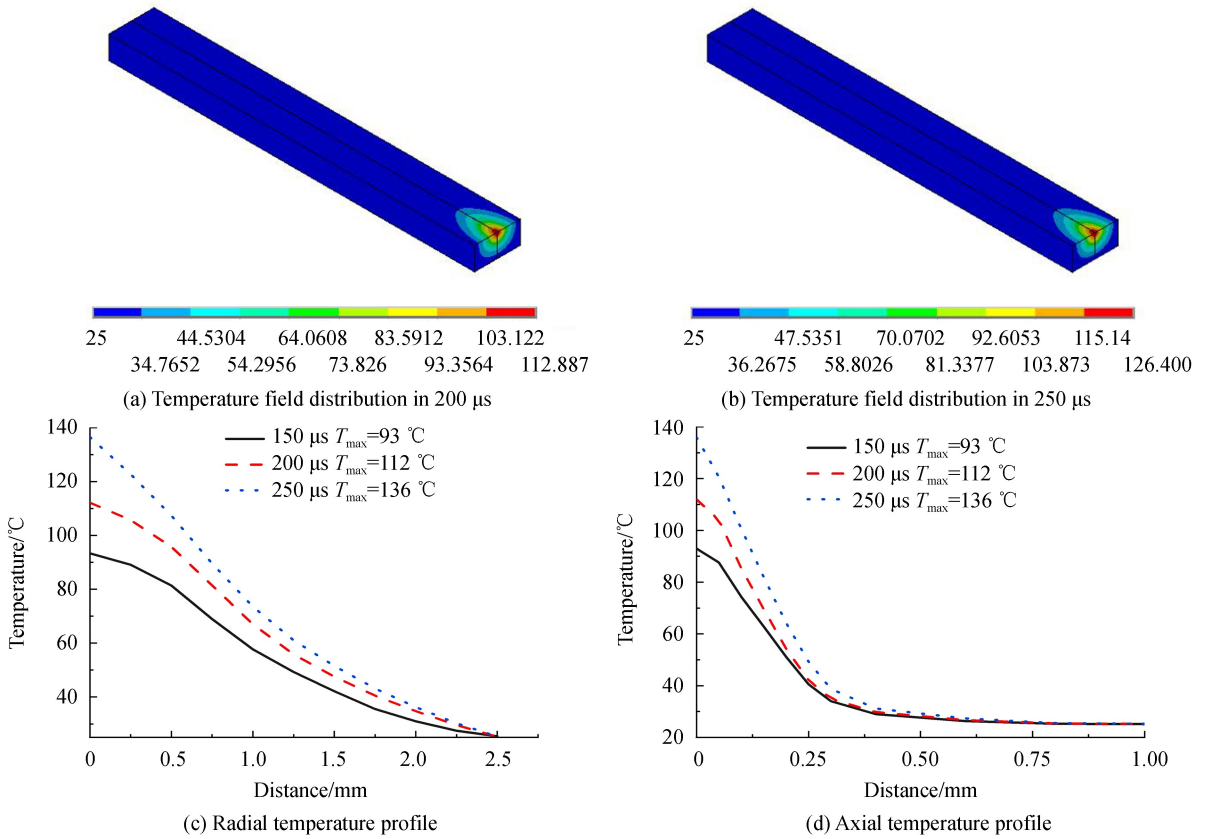 25 44.5304 64.0608 83.5912 103.122
34.7652 54.2956 73.826 93.3564 112.887
(a) Temperature field distribution in 200 μs
25 47.5351 70.0702 92.6053 115.14
36.2675 58.8026 81.3377 103.873 126.400
(b) Temperature field distribution in 250 μs
140
120
100
80
60
40
Temperature/℃
150 μs Tmax=93 ℃
200 μs Tmax=112 ℃
250 μs Tmax=136 ℃
0 0.5 1.0 1.5 2.0 2.5
Distance/mm
(c) Radial temperature profile
140
120
100
80
60
40
20
Temperature/℃
150 μs Tmax=93 ℃
200 μs Tmax=112 ℃
250 μs Tmax=136 ℃
0 0.25 0.50 0.75 1.00
Distance/mm
(d) Axial temperature profile